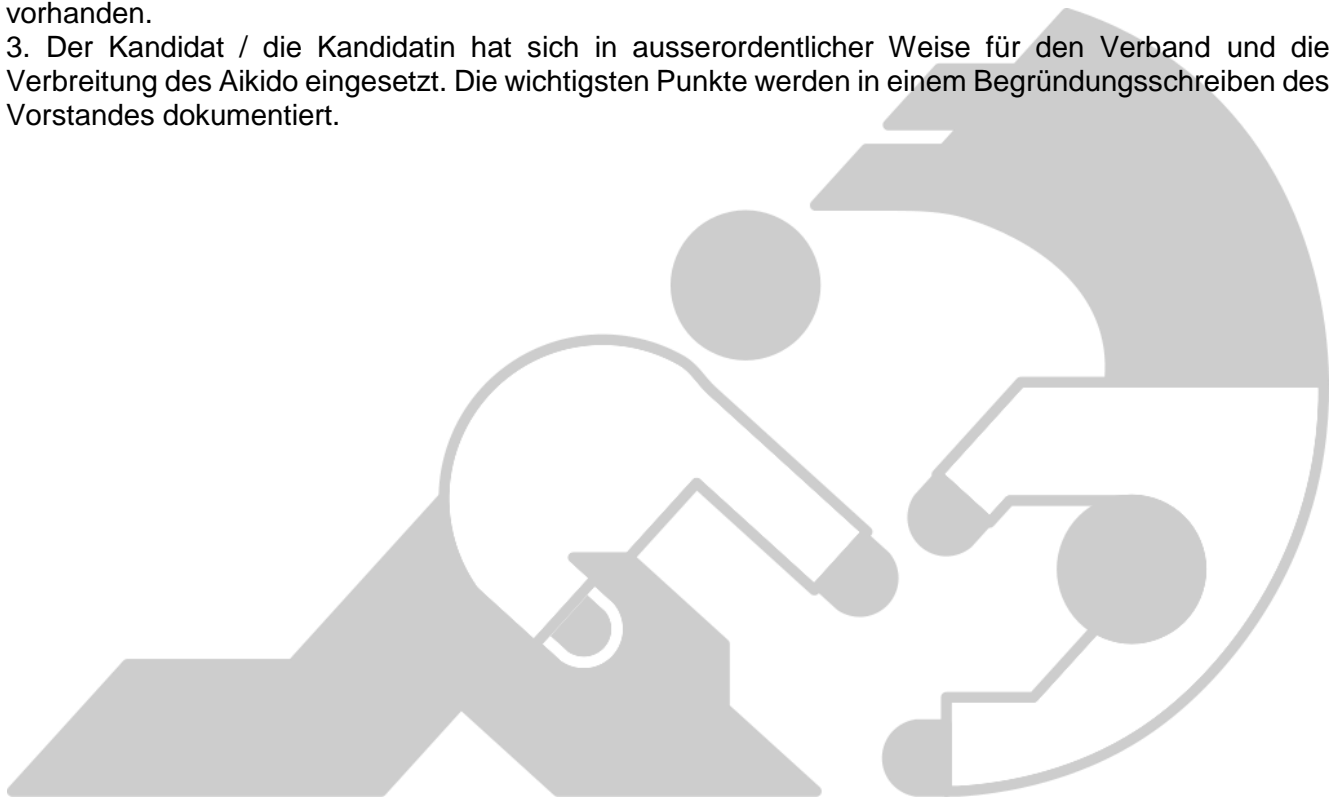 vorhanden.
3. Der Kandidat / die Kandidatin hat sich in ausserordentlicher Weise für den Verband und die
Verbreitung des Aikido eingesetzt. Die wichtigsten Punkte werden in einem Begründungsschreiben des
Vorstandes dokumentiert.